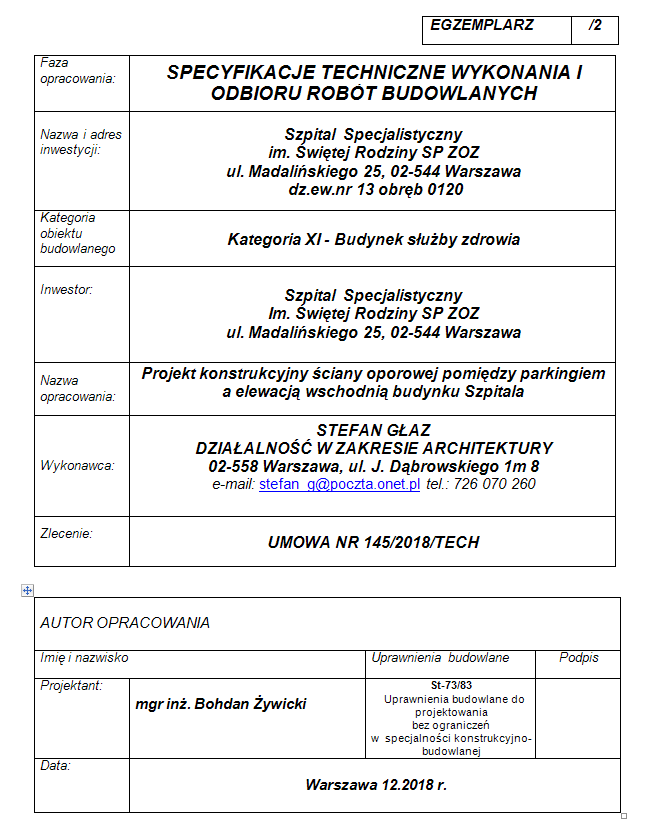 EGZEMPLARZ /2
Faza
opracowania:
SPECYFIKACJE TECHNICZNE WYKONANIA I
ODBIORU ROBÓT BUDOWLANYCH
Nazwa i adres
inwestycji:
Szpital Specjalistyczny
im. Świętej Rodziny SP ZOZ
ul. Madalińskiego 25, 02-544 Warszawa
dz.ew.nr 13 obręb 0120
Kategoria
obiektu
budowlanego
Kategoria XI - Budynek służby zdrowia
Inwestor:
Szpital Specjalistyczny
Im. Świętej Rodziny SP ZOZ
ul. Madalińskiego 25, 02-544 Warszawa
Nazwa
opracowania:
Projekt konstrukcyjny ściany oporowej pomiędzy parkingiem
a elewacją wschodnią budynku Szpitala
Wykonawca:
STEFAN GŁAZ
DZIAŁALNOŚĆ W ZAKRESIE ARCHITEKTURY
02-558 Warszawa, ul. J. Dąbrowskiego 1m 8
e-mail: stefan_g@poczta.onet.pl tel.: 726 070 260
Zlecenie:
UMOWA NR 145/2018/TECH
AUTOR OPRACOWANIA
Imię i nazwisko
Uprawnienia budowlane
Podpis
Projektant:
mgr inż. Bohdan Żywicki
St-73/83
Uprawnienia budowlane do
projektowania
bez ograniczeń
w specjalności konstrukcyjno-
budowlanej
Data:
Warszawa 12.2018 r.